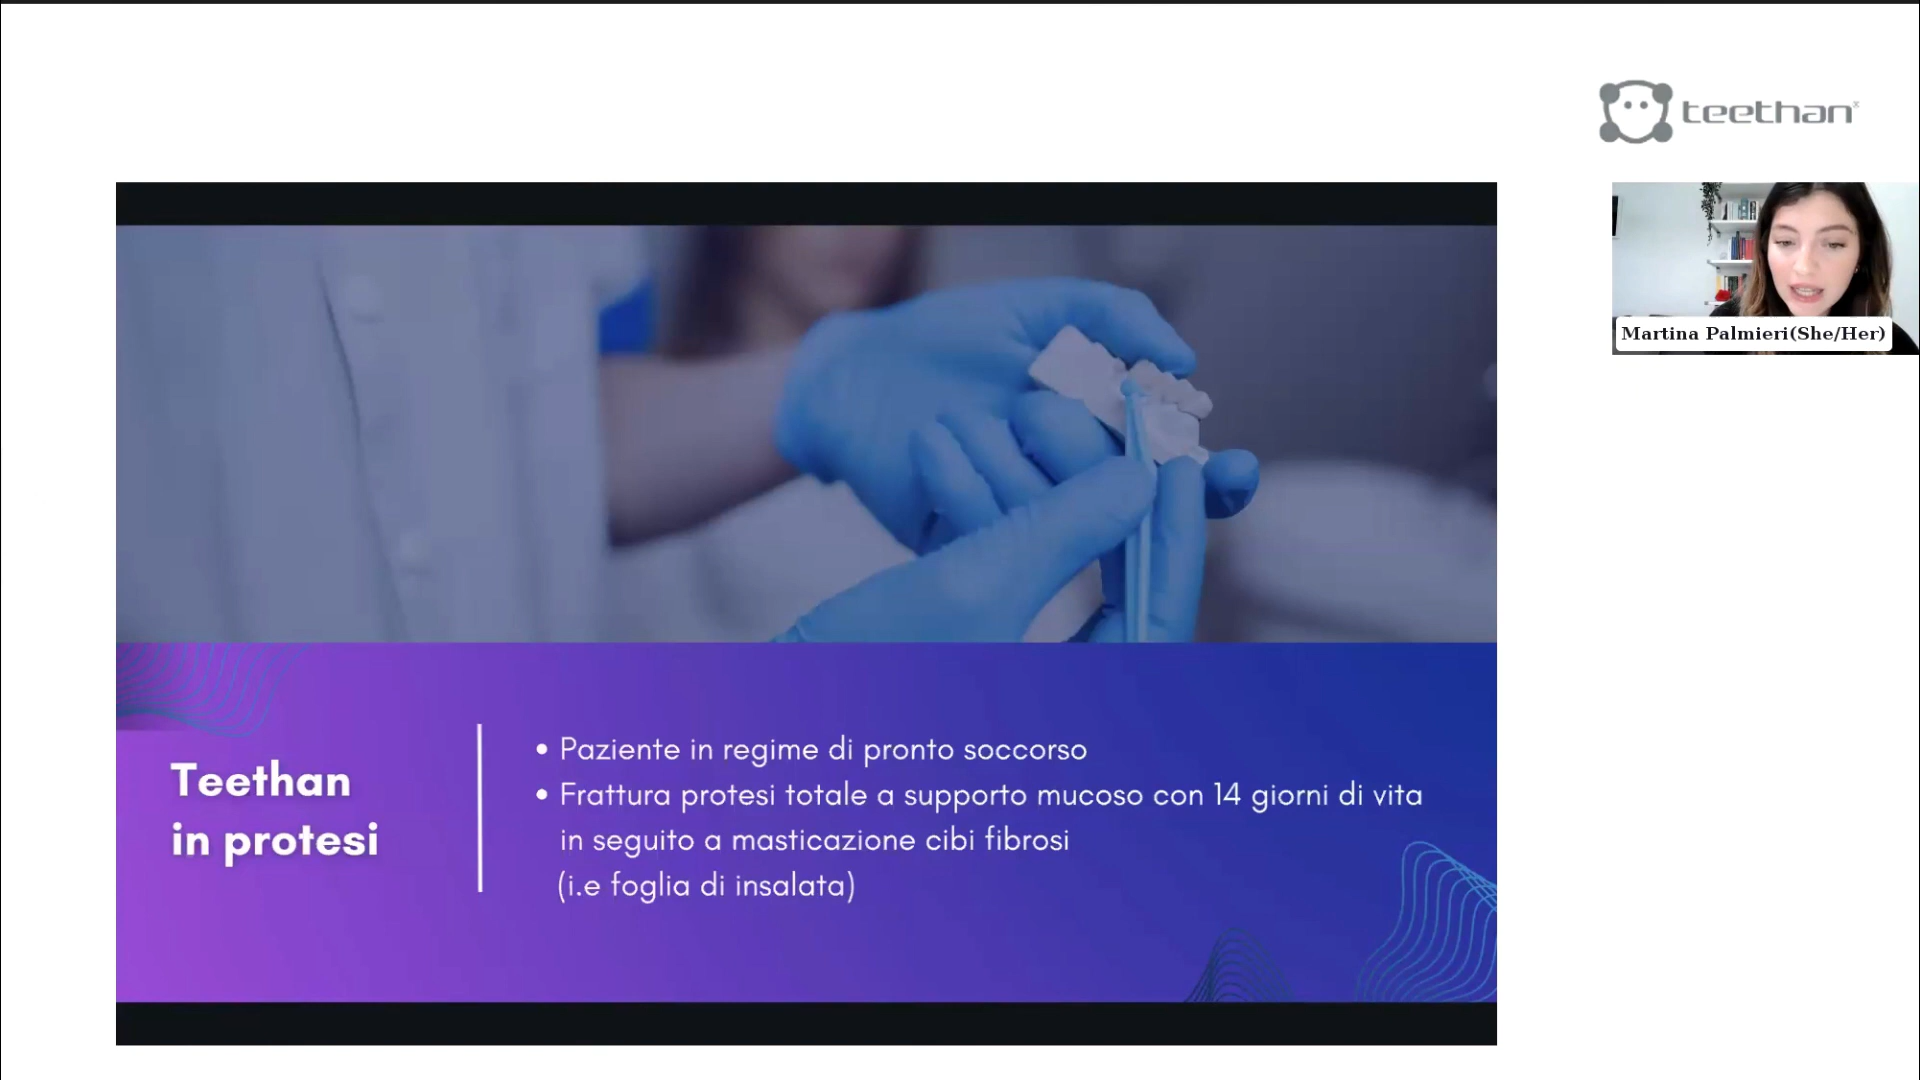 teethan®
Martina Palmieri(She/Her)
Teethan
in protesi
• Paziente in regime di pronto soccorso
• Frattura protesi totale a supporto mucoso con 14 giorni di vita
in seguito a masticazione cibi fibrosi
(i.e foglia di insalata)